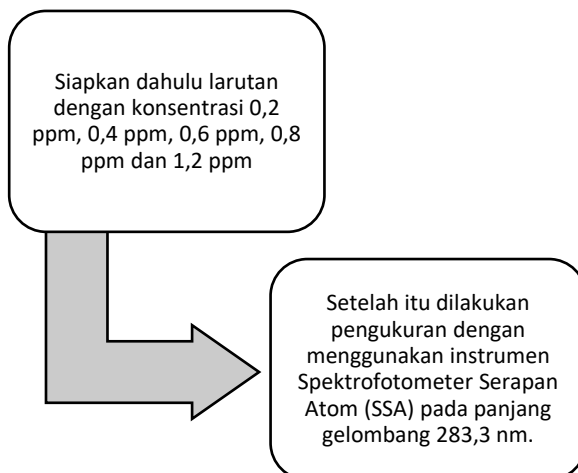 Siapkan dahulu larutan
dengan konsentrasi 0,2
ppm, 0,4 ppm, 0,6 ppm, 0,8
ppm dan 1,2 ppm
Setelah itu dilakukan
pengukuran dengan
menggunakan instrumen
Spektrofotometer Serapan
Atom (SSA) pada panjang
gelombang 283,3 nm.